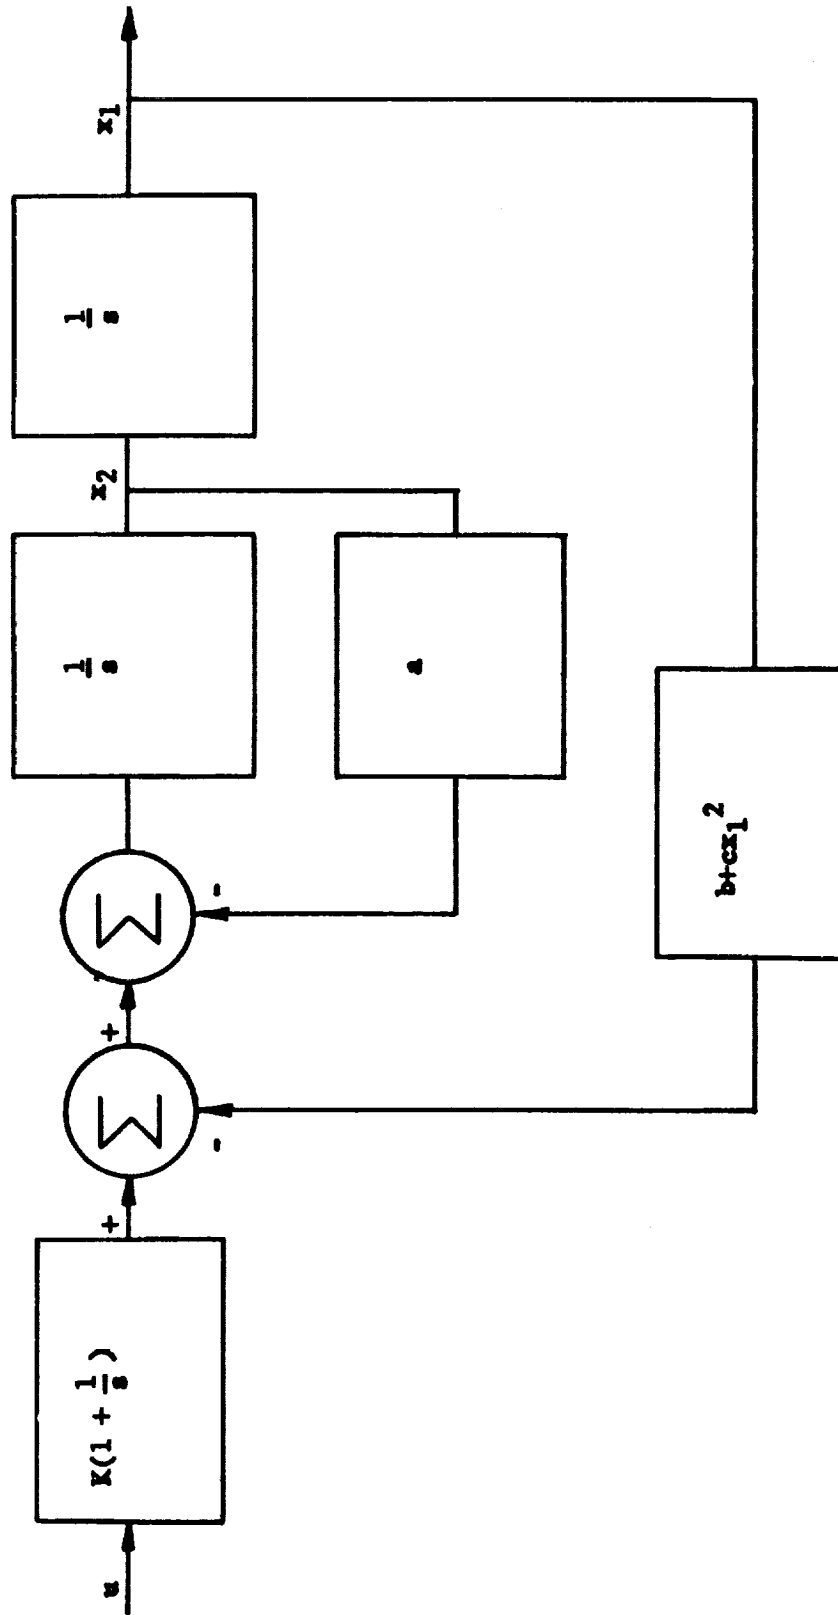 u
K(1 + 1/s)
+
-
Σ
+
-
Σ
1/s
a
x₂
1/s
x₁
b+cx₁²